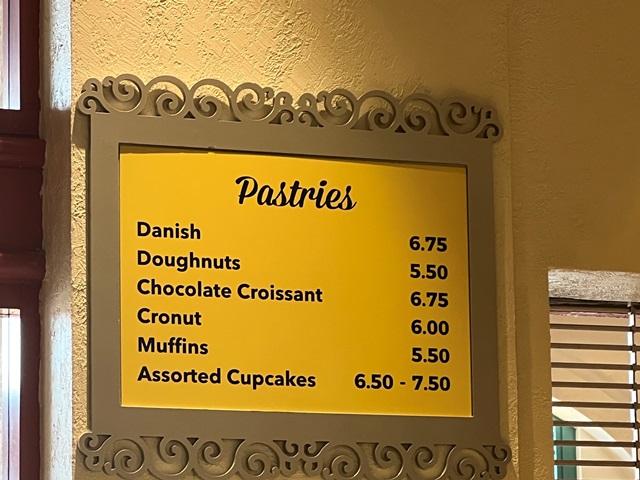 Pastries
Danish 6.75
Doughnuts 5.50
Chocolate Croissant 6.75
Cronut 6.00
Muffins 5.50
Assorted Cupcakes 6.50 - 7.50